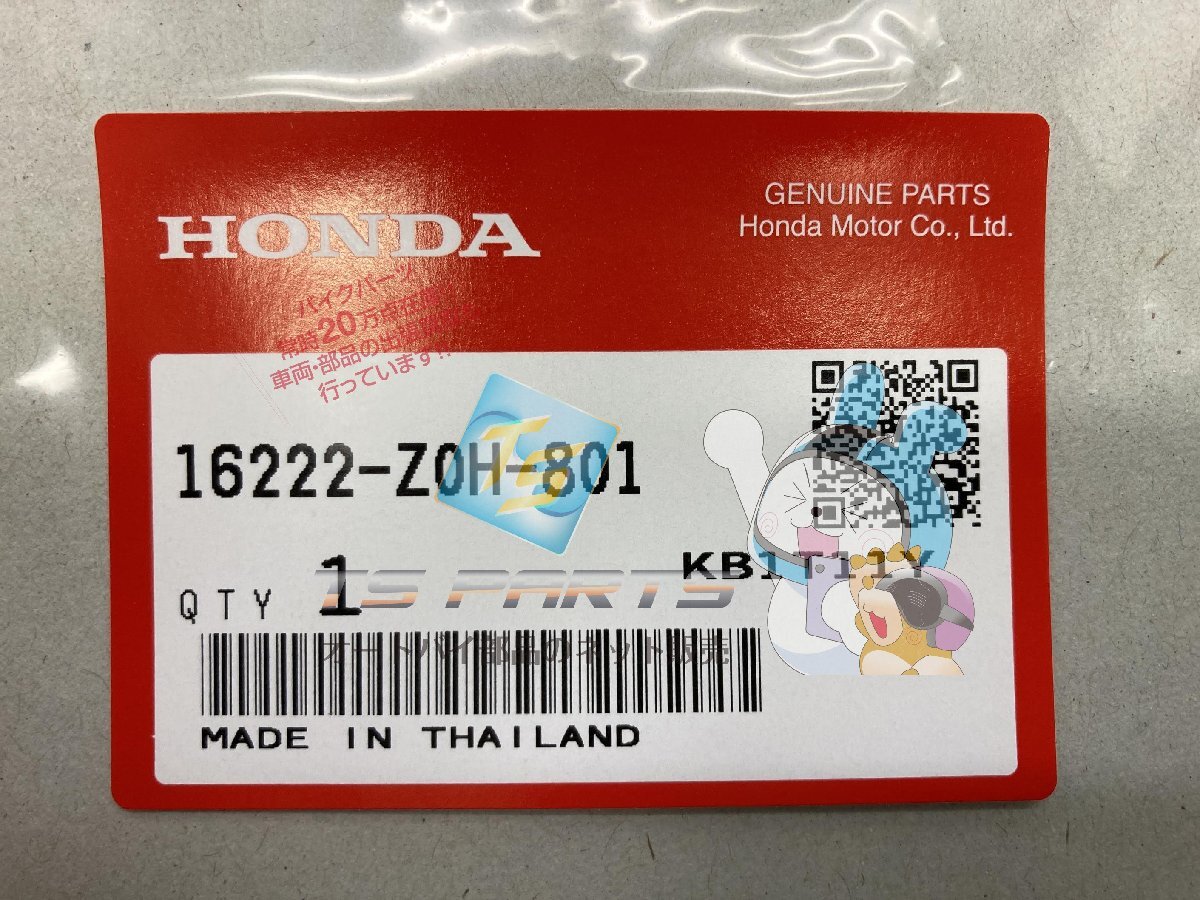 GENUINE PARTS
Honda Motor Co., Ltd.
HONDA
バイクパーツ
常時20万点在庫!
車両・部品の出張買取も
行っています!!
16222-Z0H-801
TS
KB1T11Y
QTY 1
TS PARTS
オートバイ部品のネット販売
MADE IN THAILAND